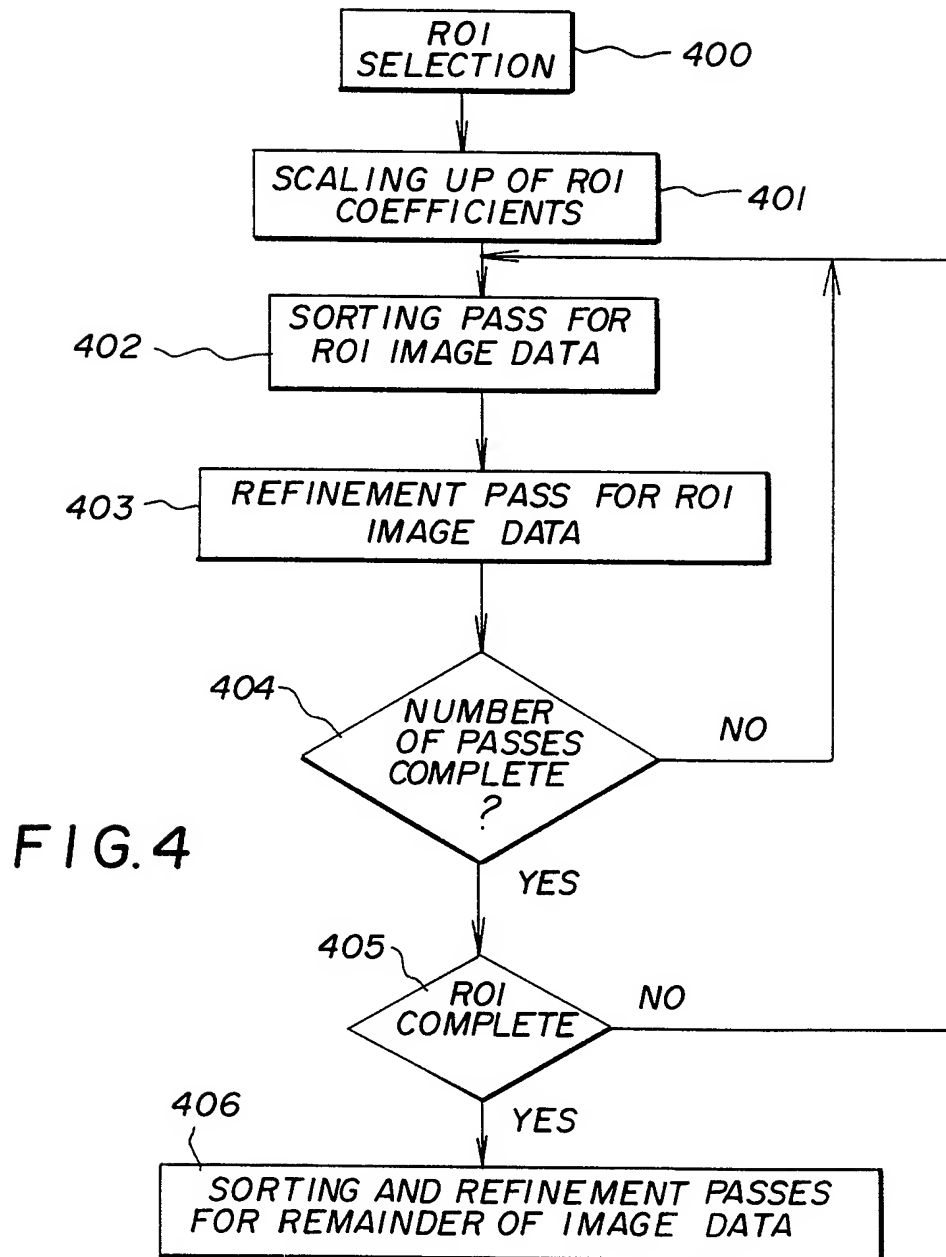 ROI
SELECTION
400
SCALING UP OF ROI
COEFFICIENTS
401
SORTING PASS FOR
ROI IMAGE DATA
402
REFINEMENT PASS FOR ROI
IMAGE DATA
403
404
NUMBER
OF PASSES
COMPLETE
?
NO
YES
FIG. 4
405
ROI
COMPLETE
NO
YES
406
SORTING AND REFINEMENT PASSES
FOR REMAINDER OF IMAGE DATA